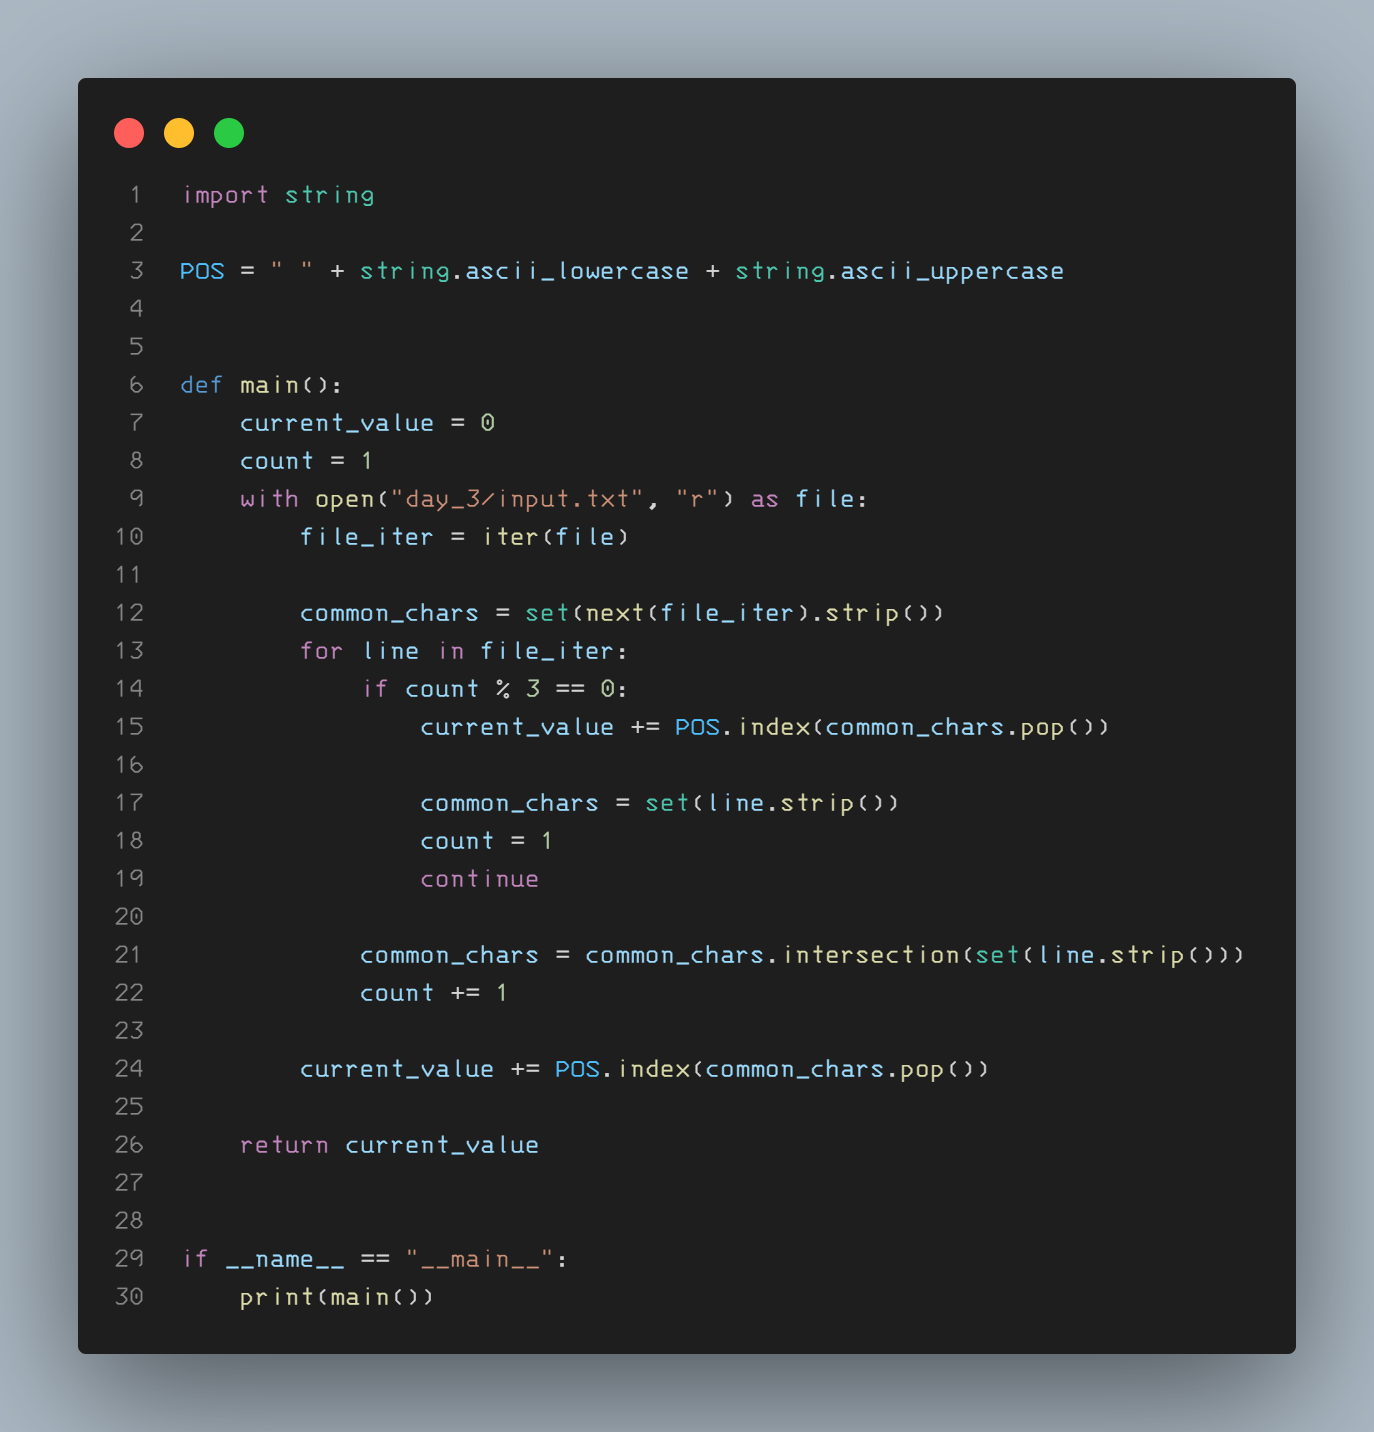 1 import string
2
3 POS = " " + string.ascii_lowercase + string.ascii_uppercase
4
5
6 def main():
7     current_value = 0
8     count = 1
9     with open("day_3/input.txt", "r") as file:
10         file_iter = iter(file)
11
12         common_chars = set(next(file_iter).strip())
13         for line in file_iter:
14             if count % 3 == 0:
15                 current_value += POS.index(common_chars.pop())
16
17                 common_chars = set(line.strip())
18                 count = 1
19                 continue
20
21             common_chars = common_chars.intersection(set(line.strip()))
22             count += 1
23
24         current_value += POS.index(common_chars.pop())
25
26     return current_value
27
28
29 if __name__ == "__main__":
30     print(main())